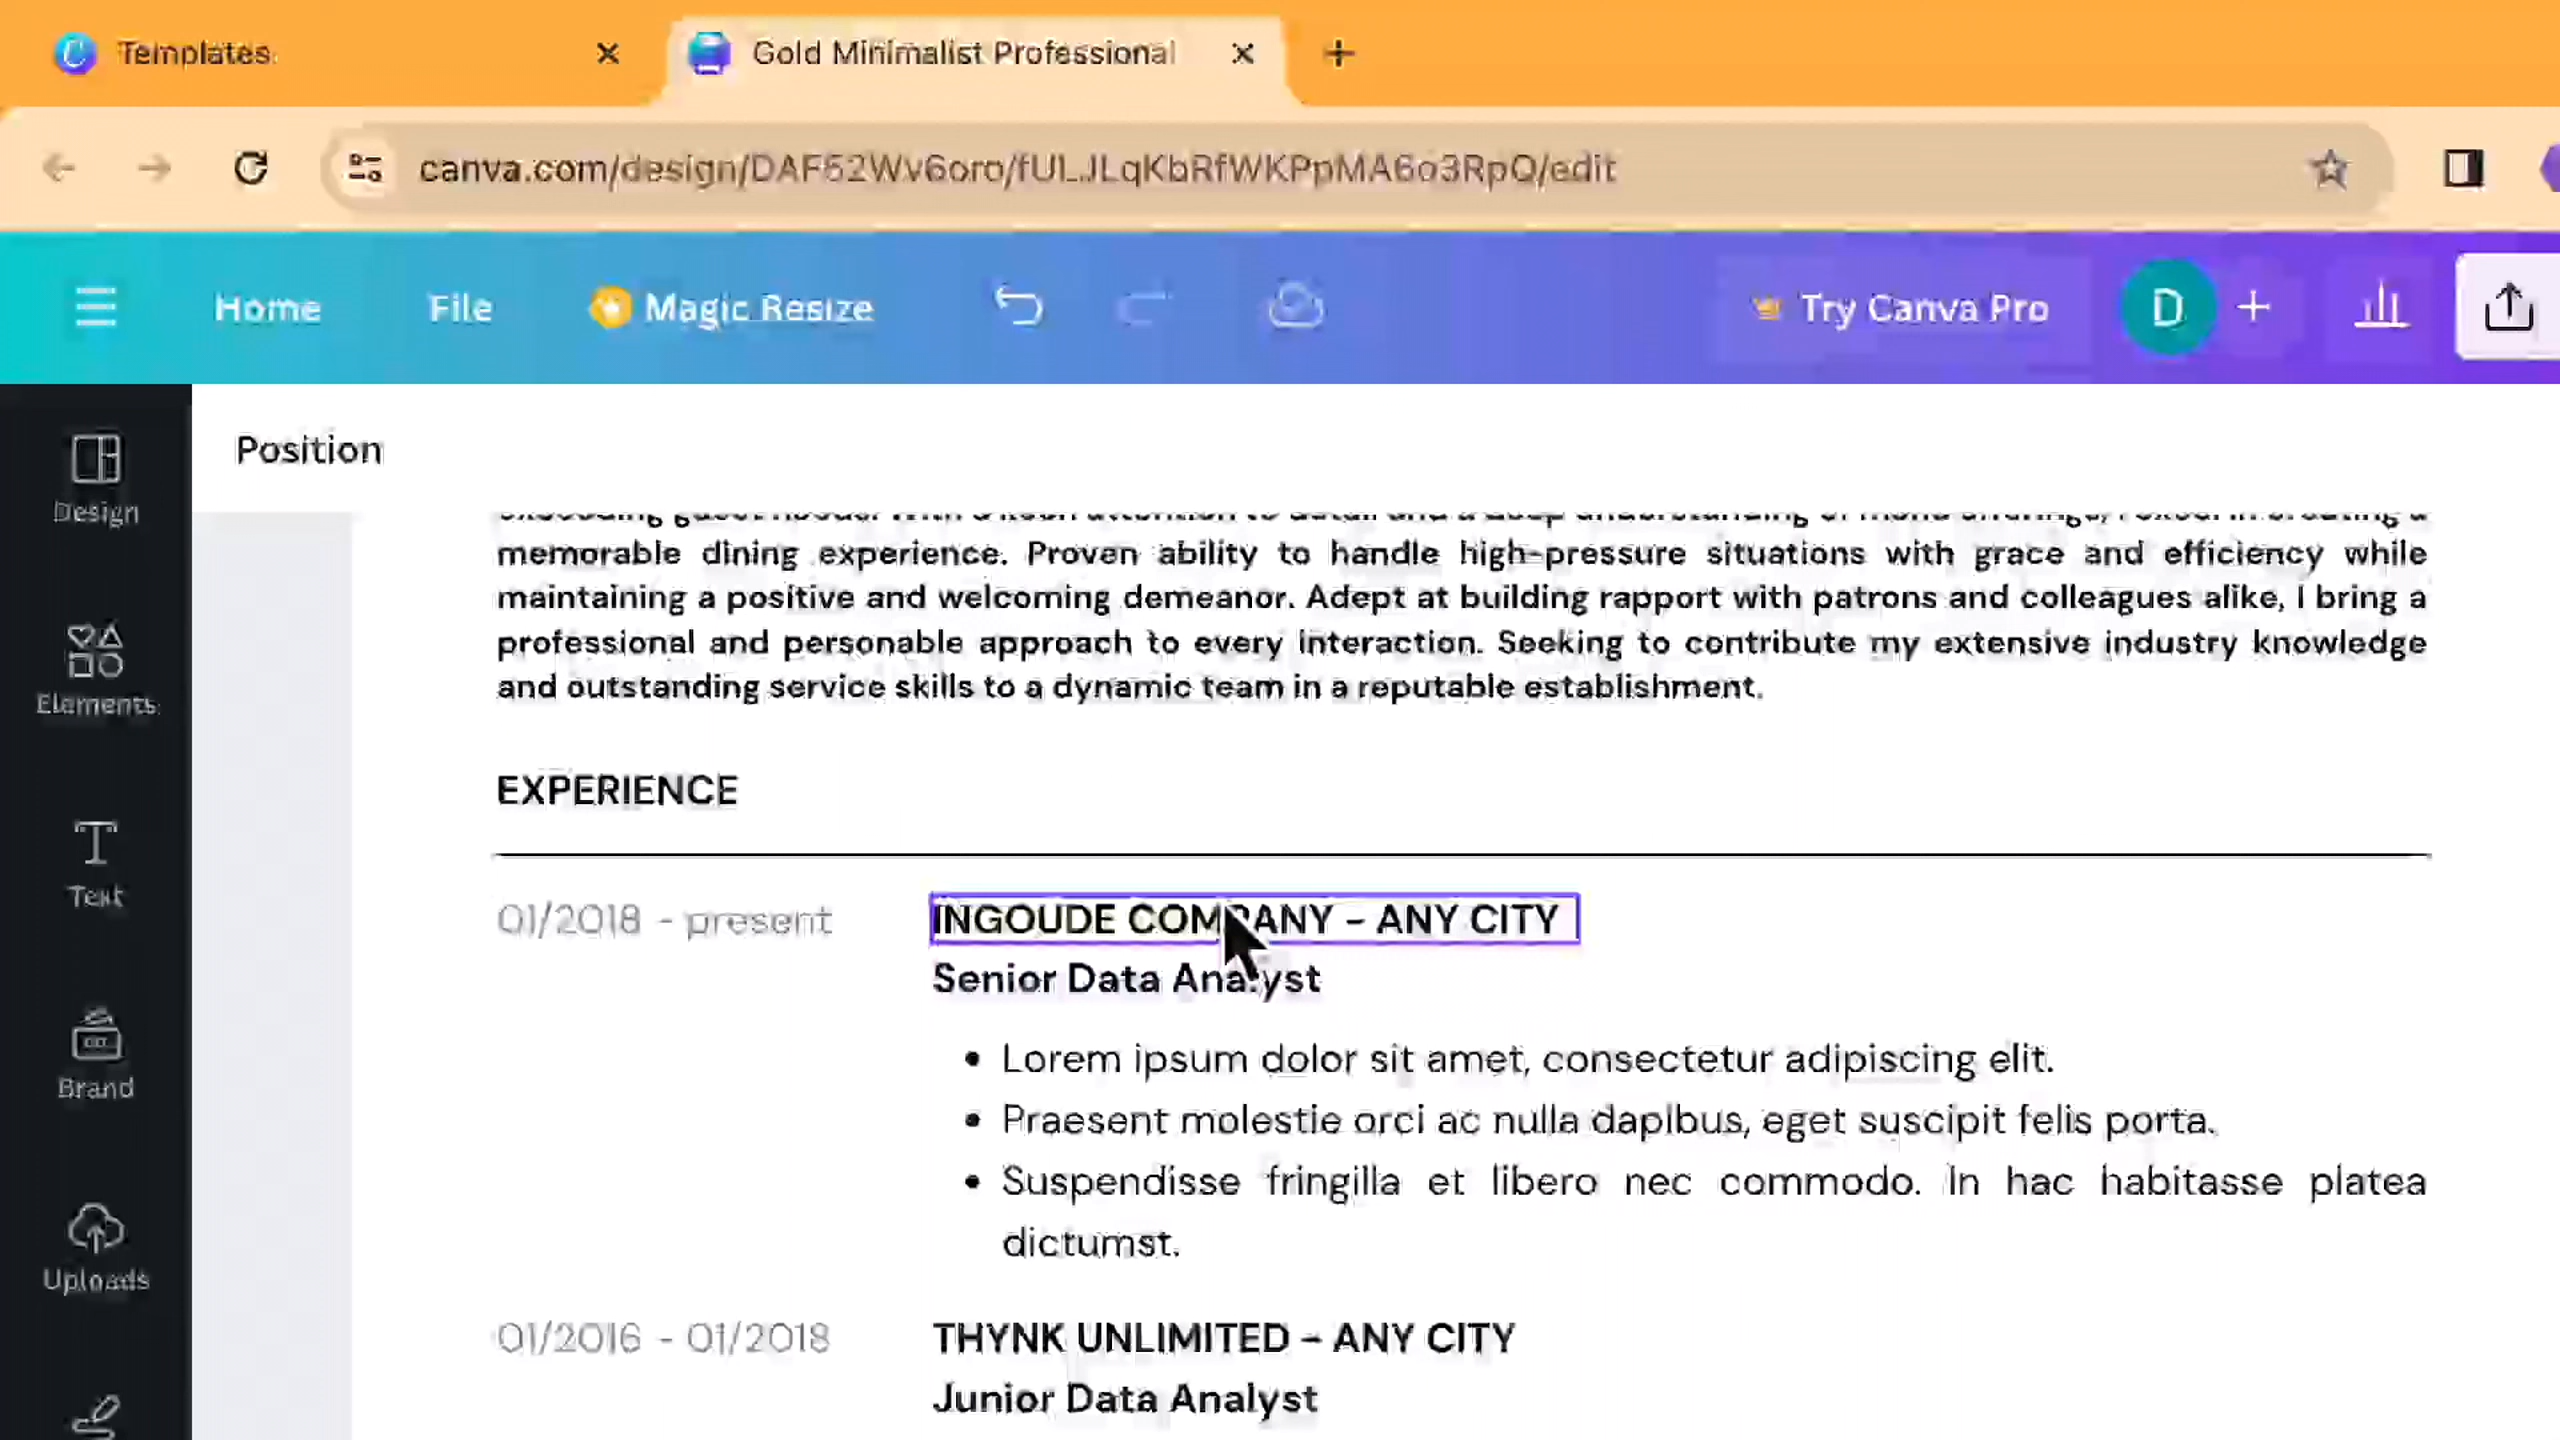 Templates
Gold Minimalist Professional
canva.com/design/DAF52Wv6oro/fULJLqKbRfWKPpMA6o3RpQ/edit
Home File Magic Resize Try Canva Pro D
Position
Design
Elements
Text
Brand
Uploads
memorable dining experience. Proven ability to handle high-pressure situations with grace and efficiency while
maintaining a positive and welcoming demeanor. Adept at building rapport with patrons and colleagues alike, I bring a
professional and personable approach to every interaction. Seeking to contribute my extensive industry knowledge
and outstanding service skills to a dynamic team in a reputable establishment.
EXPERIENCE
01/2018 - present INGOUDE COMPANY - ANY CITY
Senior Data Analyst
• Lorem ipsum dolor sit amet, consectetur adipiscing elit.
• Praesent molestie orci ac nulla dapibus, eget suscipit felis porta.
• Suspendisse fringilla et libero nec commodo. In hac habitasse platea
dictumst.
01/2016 - 01/2018 THYNK UNLIMITED - ANY CITY
Junior Data Analyst